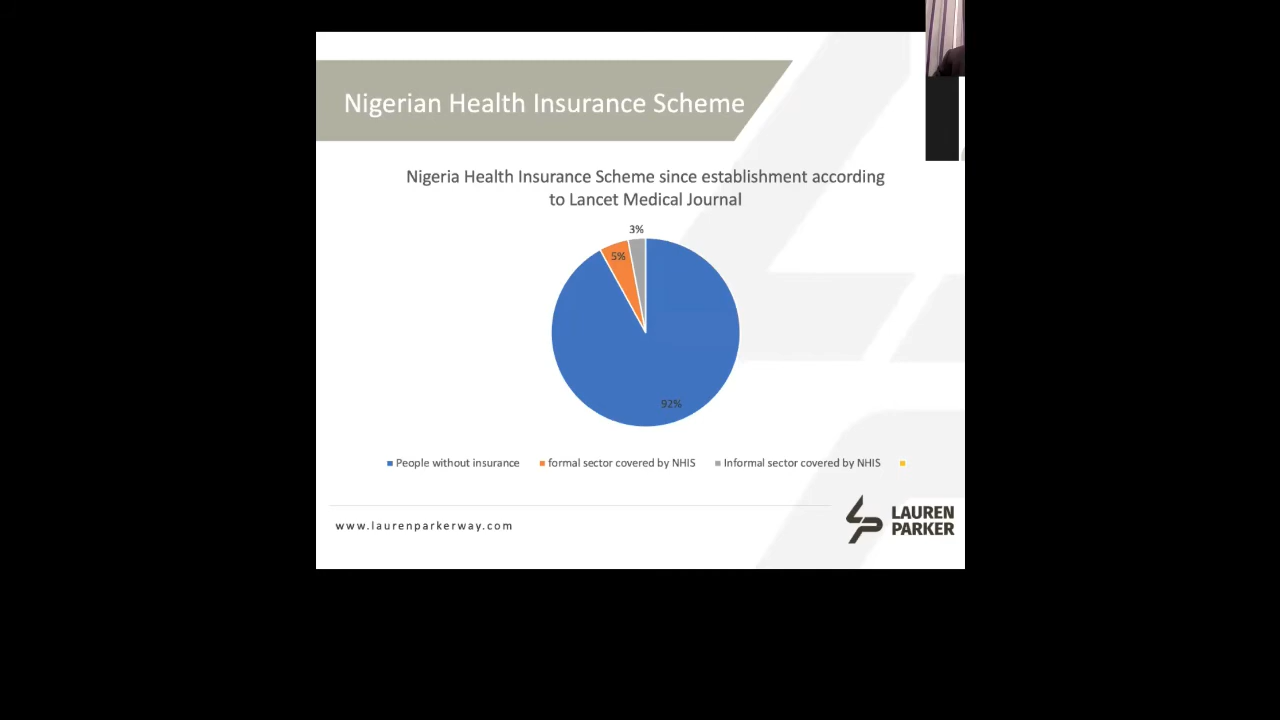 Nigerian Health Insurance Scheme
Nigeria Health Insurance Scheme since establishment according
to Lancet Medical Journal
3%
5%
92%
People without insurance
formal sector covered by NHIS
Informal sector covered by NHIS
www.laurenparkerway.com
LAUREN
PARKER